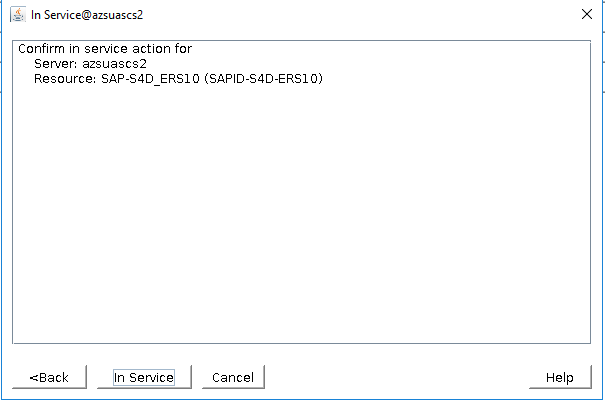 In Service@azsuascs2
Confirm in service action for
Server: azsuascs2
Resource: SAP-S4D_ERS10 (SAPID-S4D-ERS10)
<Back
In Service
Cancel
Help